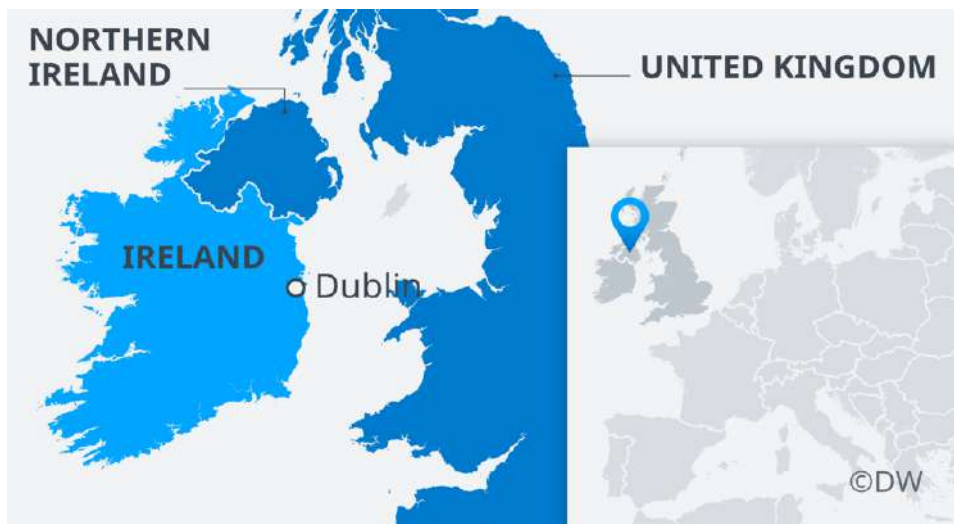 NORTHERN
IRELAND
UNITED KINGDOM
IRELAND
Dublin
©DW